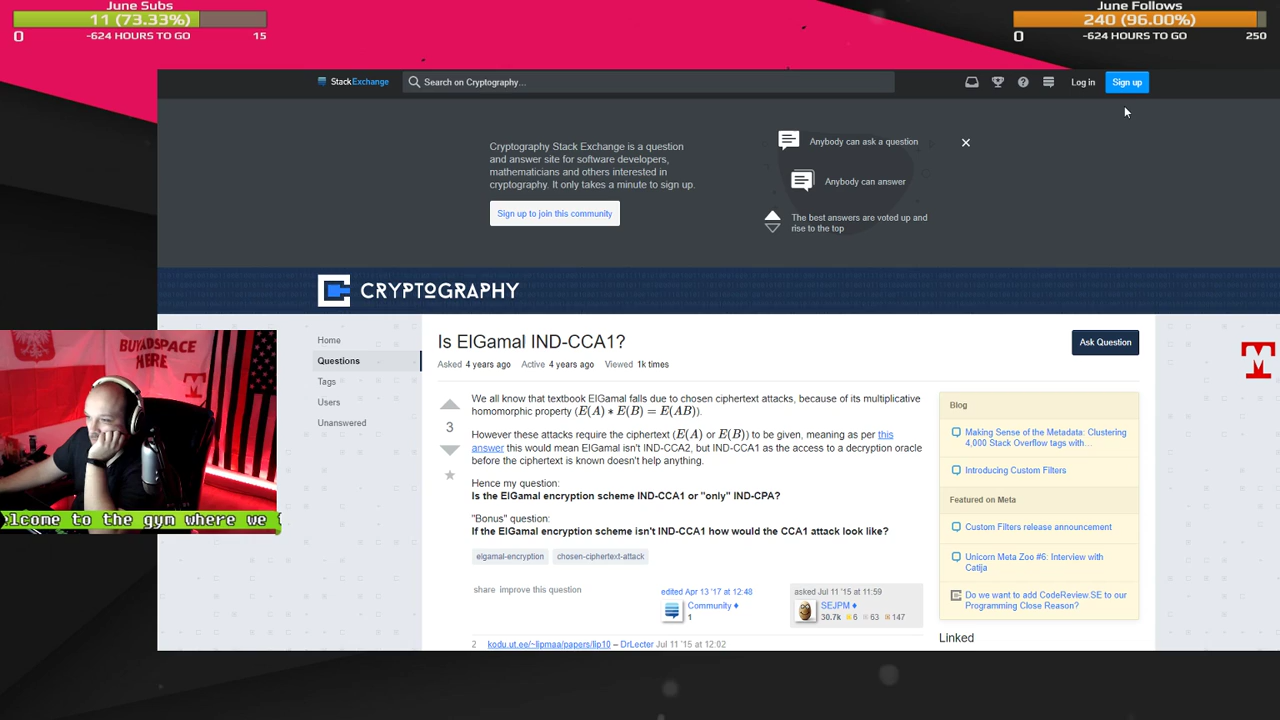 June Subs
11 (73.33%)
0
-624 HOURS TO GO
15
June Follows
240 (96.00%)
0
-624 HOURS TO GO
250
StackExchange
Search on Cryptography...
Log in
Sign up
Cryptography Stack Exchange is a question
and answer site for software developers,
mathematicians and others interested in
cryptography. It only takes a minute to sign up.
Sign up to join this community
Anybody can ask a question
Anybody can answer
The best answers are voted up and
rise to the top
CRYPTOGRAPHY
Home
Questions
Tags
Users
Unanswered
Is ElGamal IND-CCA1?
Ask Question
Asked 4 years ago Active 4 years ago Viewed 1k times
3
We all know that textbook ElGamal falls due to chosen ciphertext attacks, because of its multiplicative
homomorphic property (E(A) * E(B) = E(AB)).
However these attacks require the ciphertext (E(A) or E(B)) to be given, meaning as per this
answer this would mean ElGamal isn't IND-CCA2, but IND-CCA1 as the access to a decryption oracle
before the ciphertext is known doesn't help anything.
Hence my question:
Is the ElGamal encryption scheme IND-CCA1 or "only" IND-CPA?
"Bonus" question:
If the ElGamal encryption scheme isn't IND-CCA1 how would the CCA1 attack look like?
elgamal-encryption
chosen-ciphertext-attack
share improve this question
edited Apr 13 '17 at 12:48
Community ♦
1
asked Jul 11 '15 at 11:59
SEJPM ♦
30.7k 6 63 147
2 kodu.ut.ee/~lipmaa/papers/lip10 – DrLecter Jul 11 '15 at 12:02
Blog
Making Sense of the Metadata: Clustering
4,000 Stack Overflow tags with…
Introducing Custom Filters
Featured on Meta
Custom Filters release announcement
Unicorn Meta Zoo #6: Interview with
Catija
Do we want to add CodeReview.SE to our
Programming Close Reason?
Linked
BUY ADSPACE
HERE
lcome to the gym where we